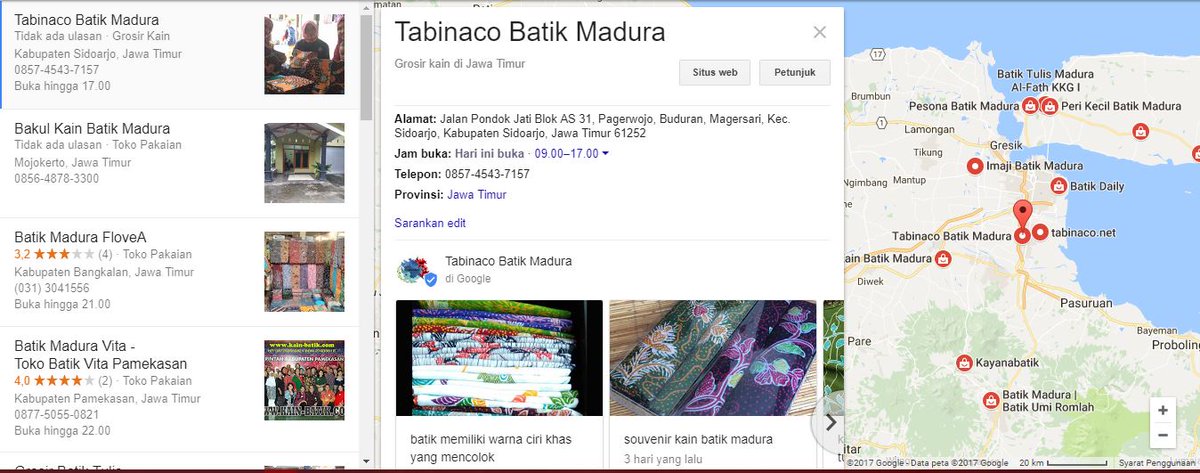 Tabinaco Batik Madura
Tidak ada ulasan · Grosir Kain
Kabupaten Sidoarjo, Jawa Timur
0857-4543-7157
Buka hingga 17.00
Bakul Kain Batik Madura
Tidak ada ulasan · Toko Pakaian
Mojokerto, Jawa Timur
0856-4878-3300
Batik Madura FloveA
3,2 (4) · Toko Pakaian
Kabupaten Bangkalan, Jawa Timur
(031) 3041556
Buka hingga 21.00
Batik Madura Vita -
Toko Batik Vita Pamekasan
4,0 (2) · Toko Pakaian
Kabupaten Pamekasan, Jawa Timur
0877-5055-0821
Buka hingga 22.00
www.kain-batik.com
Grosir Batik Tulis
Tabinaco Batik Madura
Grosir kain di Jawa Timur
Situs web
Petunjuk
Alamat: Jalan Pondok Jati Blok AS 31, Pagerwojo, Buduran, Magersari, Kec.
Sidoarjo, Kabupaten Sidoarjo, Jawa Timur 61252
Jam buka: Hari ini buka · 09.00–17.00
Telepon: 0857-4543-7157
Provinsi: Jawa Timur
Sarankan edit
Tabinaco Batik Madura
di Google
batik memiliki warna ciri khas
yang mencolok
souvenir kain batik madura
3 hari yang lalu
17
Batik Tulis Madura
Al-Fath KKG I
Brumbun
Pesona Batik Madura
Peri Kecil Batik Madura
1
Lamongan
Gresik
Tikung
Imaji Batik Madura
Ngimbang
Mantup
Batik Daily
Tabinaco Batik Madura
tabinaco.net
ain Batik Madura
Diwek
Pasuruan
Bayeman
Pare
Proboling
Kayanabatik
Batik Madura |
Batik Umi Romlah
itar
+
−
©2017 Google - Data peta ©2017 Google
20 km
Syarat Penggunaan